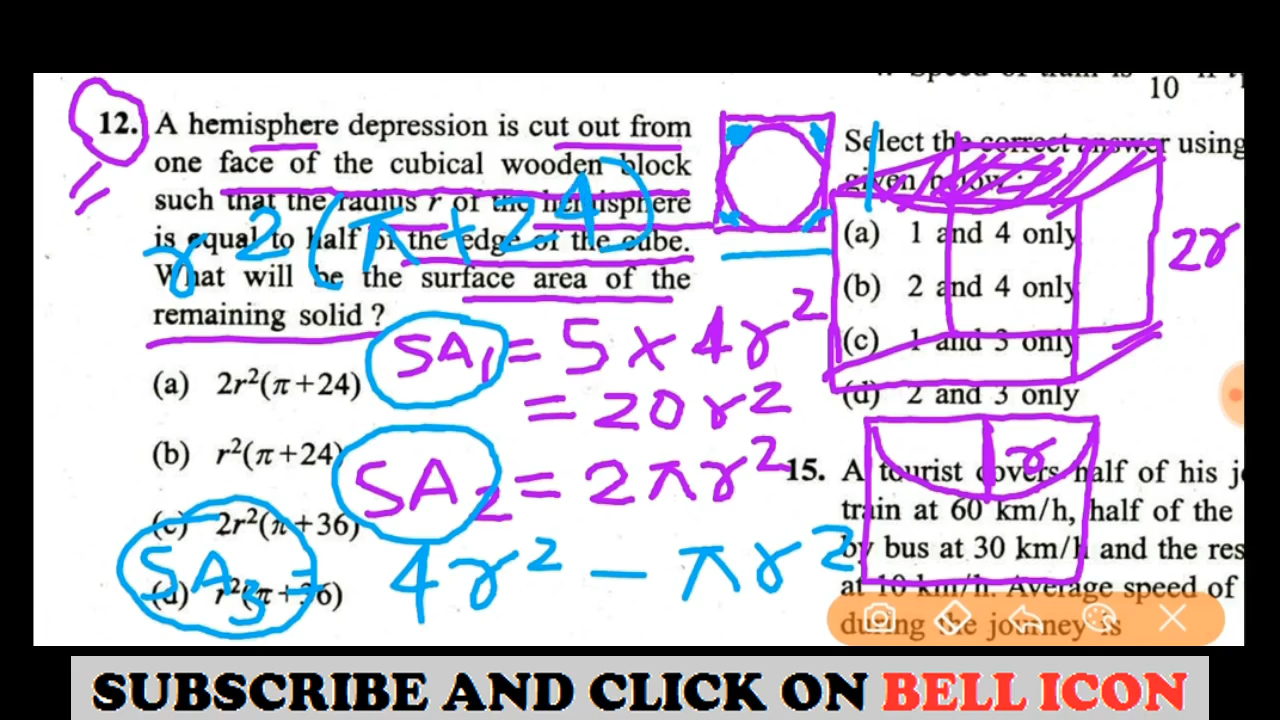 10
12. A hemisphere depression is cut out from
one face of the cubical wooden block
such that the radius r of the hemisphere
is equal to half of the edge of the cube.
What will be the surface area of the
remaining solid ?
(a) 2r²(π+24)
(b) r²(π+24)
(c) 2r²(π+36)
(d) r²(π+36)
r²(π+24)
SA₁ = 5 × 4r²
= 20r²
SA₂ = 2πr²
SA₃ = 4r² − πr²
2r
r
Select the correct answer using
given below :
(a) 1 and 4 only
(b) 2 and 4 only
(c) 1 and 3 only
(d) 2 and 3 only
15. A tourist covers half of his
train at 60 km/h, half of the
by bus at 30 km/h and the
at 10 km/h. Average speed of
during the journey is
SUBSCRIBE AND CLICK ON BELL ICON